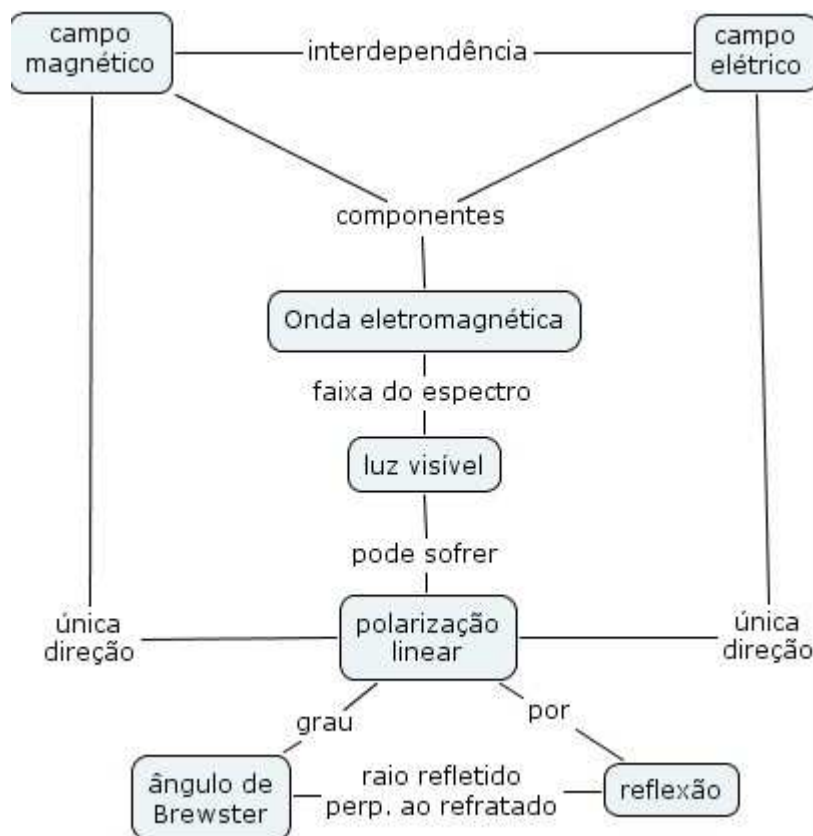 campo
magnético
interdependência
campo
elétrico
componentes
Onda eletromagnética
faixa do espectro
luz visível
pode sofrer
única
direção
polarização
linear
única
direção
grau
por
ângulo de
Brewster
raio refletido
perp. ao refratado
reflexão